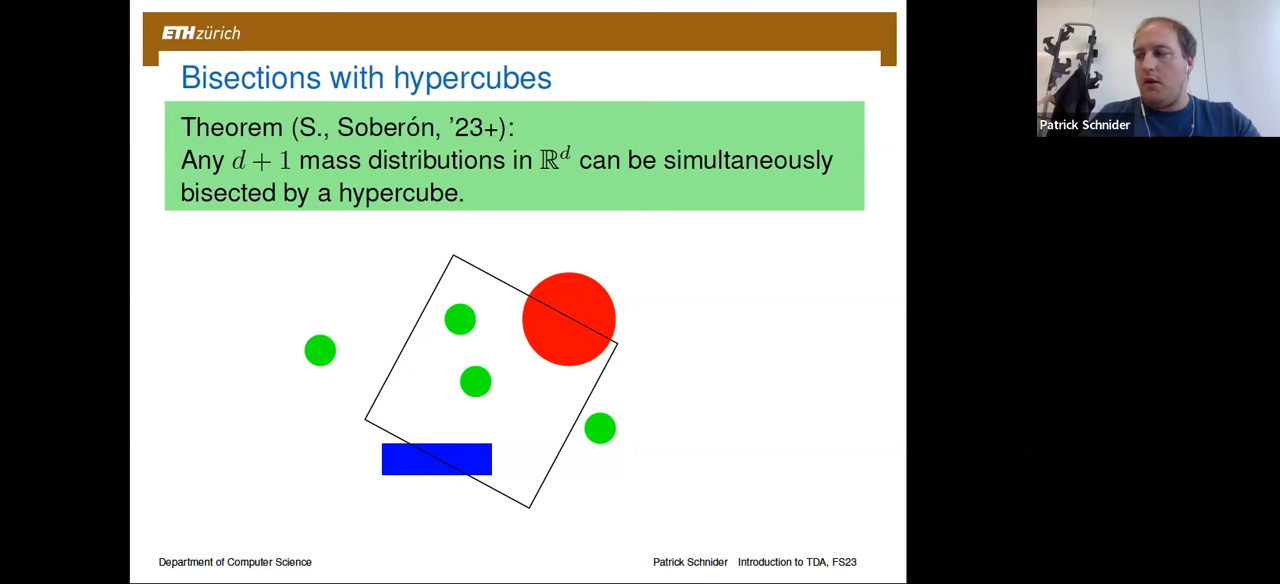 ETH zürich
Bisections with hypercubes
Theorem (S., Soberón, ’23+):
Any d + 1 mass distributions in ℝᵈ can be simultaneously
bisected by a hypercube.
Department of Computer Science
Patrick Schnider Introduction to TDA, FS23
Patrick Schnider